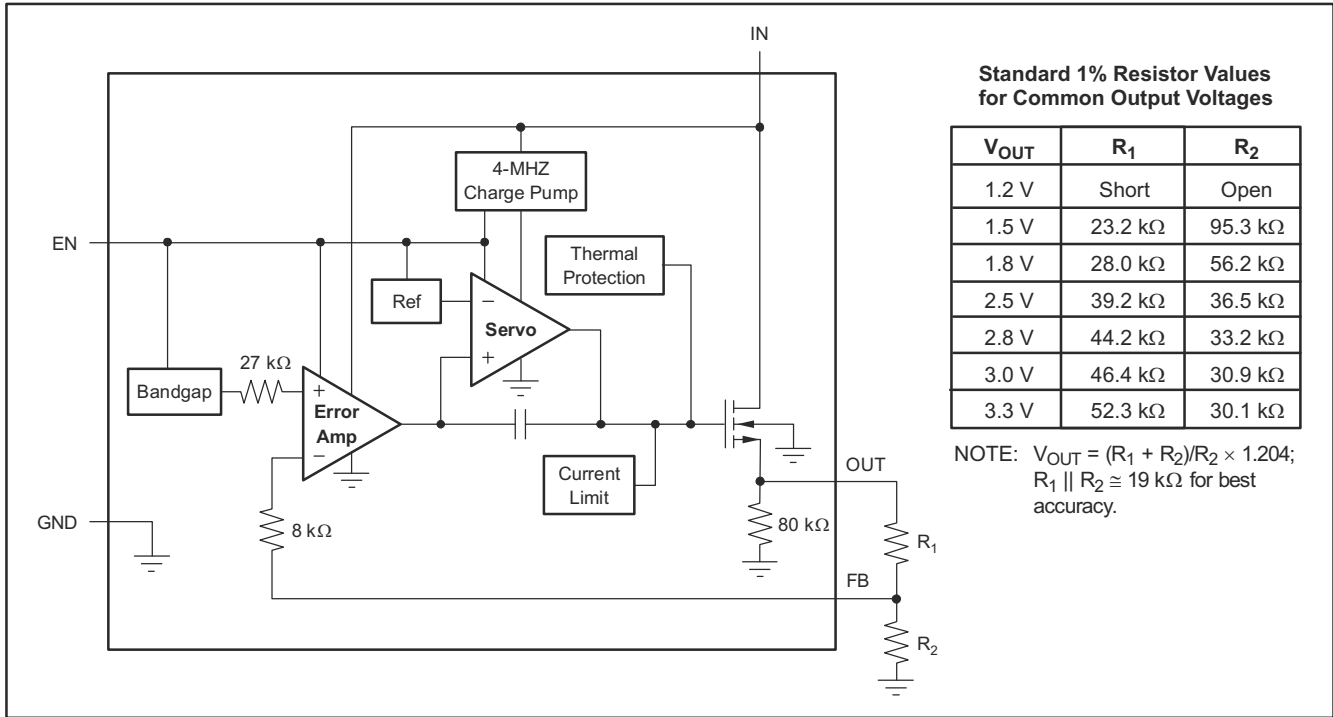 IN
4-MHZ
Charge Pump
EN
Thermal
Protection
Ref
−
Servo
+
27 kΩ
Bandgap
+
Error
Amp
−
Current
Limit
OUT
GND
8 kΩ
80 kΩ
R1
FB
R2
Standard 1% Resistor Values
for Common Output Voltages
VOUT R1 R2
1.2 V Short Open
1.5 V 23.2 kΩ 95.3 kΩ
1.8 V 28.0 kΩ 56.2 kΩ
2.5 V 39.2 kΩ 36.5 kΩ
2.8 V 44.2 kΩ 33.2 kΩ
3.0 V 46.4 kΩ 30.9 kΩ
3.3 V 52.3 kΩ 30.1 kΩ
NOTE: VOUT = (R1 + R2)/R2 × 1.204;
R1 || R2 ≅ 19 kΩ for best
accuracy.